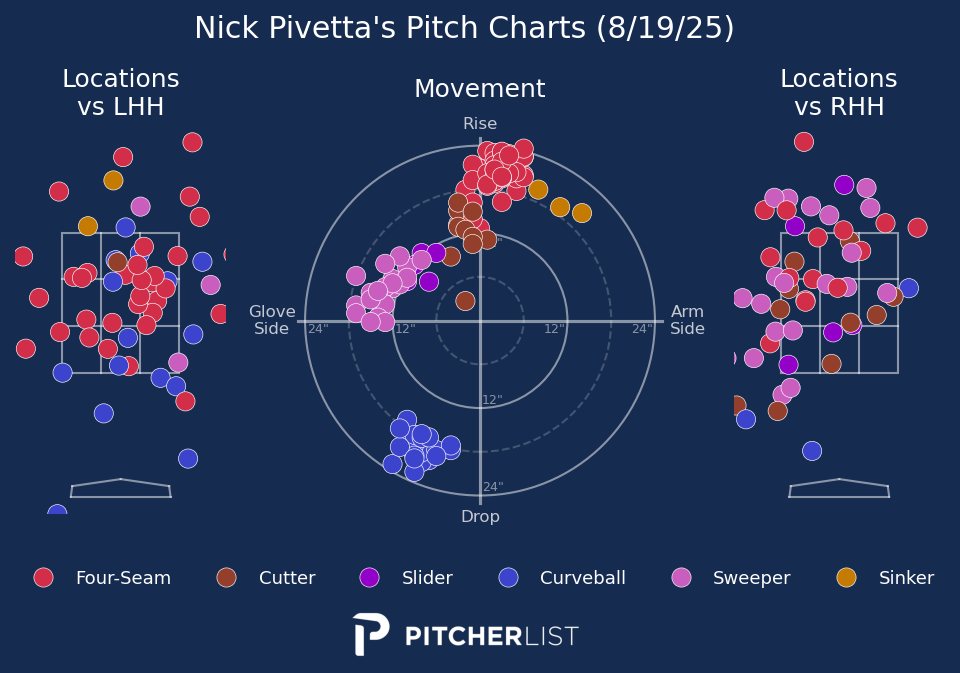 Nick Pivetta's Pitch Charts (8/19/25)
Locations
vs LHH
Movement
Locations
vs RHH
Rise
Glove
Side
24"
12"
12"
24"
Arm
Side
12"
24"
Drop
Four-Seam
Cutter
Slider
Curveball
Sweeper
Sinker
PITCHERLIST